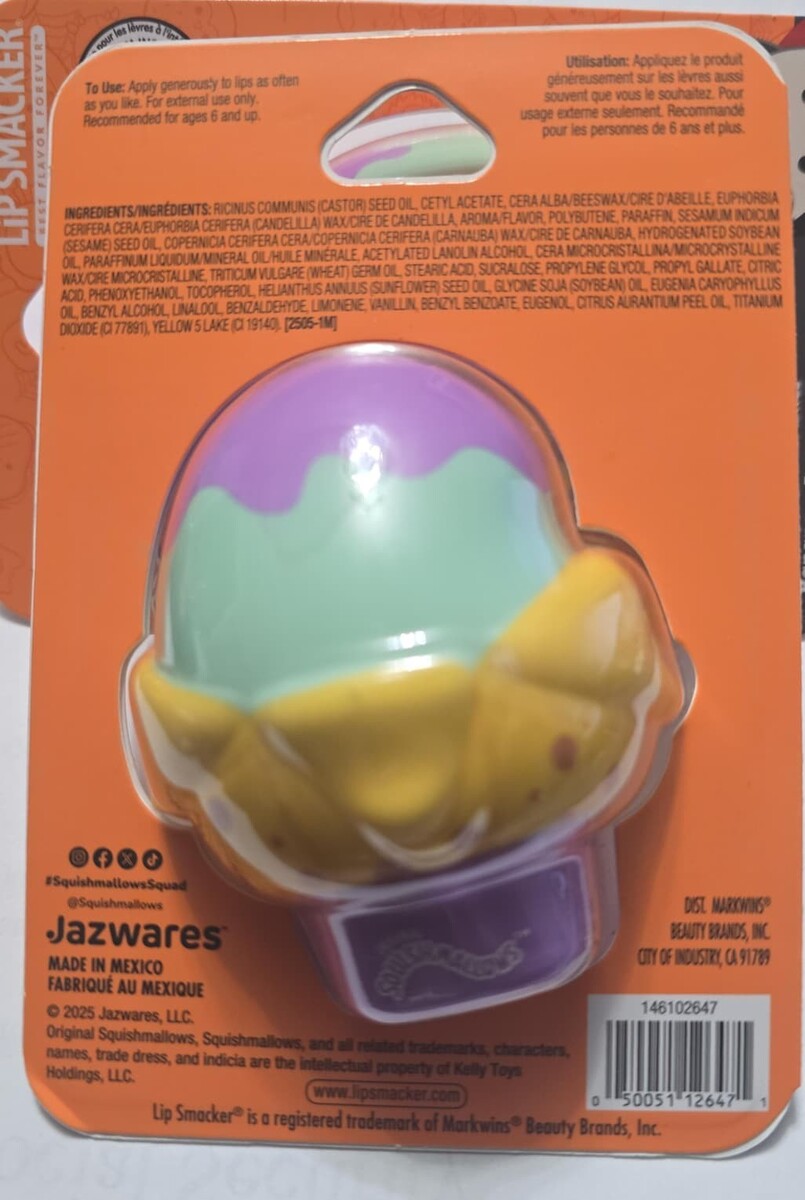 LIP SMACKER®
BEST FLAVOR FOREVER
pour les lèvres à l'int
To Use: Apply generously to lips as often
as you like. For external use only.
Recommended for ages 6 and up.
Utilisation: Appliquez le produit
généreusement sur les lèvres aussi
souvent que vous le souhaitez. Pour
usage externe seulement. Recommandé
pour les personnes de 6 ans et plus.
INGREDIENTS/INGRÉDIENTS: RICINUS COMMUNIS (CASTOR) SEED OIL, CETYL ACETATE, CERA ALBA/BEESWAX/CIRE D'ABEILLE, EUPHORBIA
CERIFERA CERA/EUPHORBIA CERIFERA (CANDELILLA) WAX/CIRE DE CANDELILLA, AROMA/FLAVOR, POLYBUTENE, PARAFFIN, SESAMUM INDICUM
(SESAME) SEED OIL, COPERNICIA CERIFERA CERA/COPERNICIA CERIFERA (CARNAUBA) WAX/CIRE DE CARNAUBA, HYDROGENATED SOYBEAN
OIL, PARAFFINUM LIQUIDUM/MINERAL OIL/HUILE MINÉRALE, ACETYLATED LANOLIN ALCOHOL, CERA MICROCRISTALLINA/MICROCRYSTALLINE
WAX/CIRE MICROCRISTALLINE, TRITICUM VULGARE (WHEAT) GERM OIL, STEARIC ACID, SUCRALOSE, PROPYLENE GLYCOL, PROPYL GALLATE, CITRIC
ACID, PHENOXYETHANOL, TOCOPHEROL, HELIANTHUS ANNUUS (SUNFLOWER) SEED OIL, GLYCINE SOJA (SOYBEAN) OIL, EUGENIA CARYOPHYLLUS
OIL, BENZYL ALCOHOL, LINALOOL, BENZALDEHYDE, LIMONENE, VANILLIN, BENZYL BENZOATE, EUGENOL, CITRUS AURANTIUM PEEL OIL, TITANIUM
DIOXIDE (CI 77891), YELLOW 5 LAKE (CI 19140). [2505-1M]
#SquishmallowsSquad
@Squishmallows
Jazwares™
MADE IN MEXICO
FABRIQUÉ AU MEXIQUE
SQUISHMALLOWS™
DIST. MARKWINS®
BEAUTY BRANDS, INC.
CITY OF INDUSTRY, CA 91789
© 2025 Jazwares, LLC.
Original Squishmallows, Squishmallows, and all related trademarks, characters,
names, trade dress, and indicia are the intellectual property of Kelly Toys
Holdings, LLC.
www.lipsmacker.com
Lip Smacker® is a registered trademark of Markwins® Beauty Brands, Inc.
146102647
0 50051 12647 1